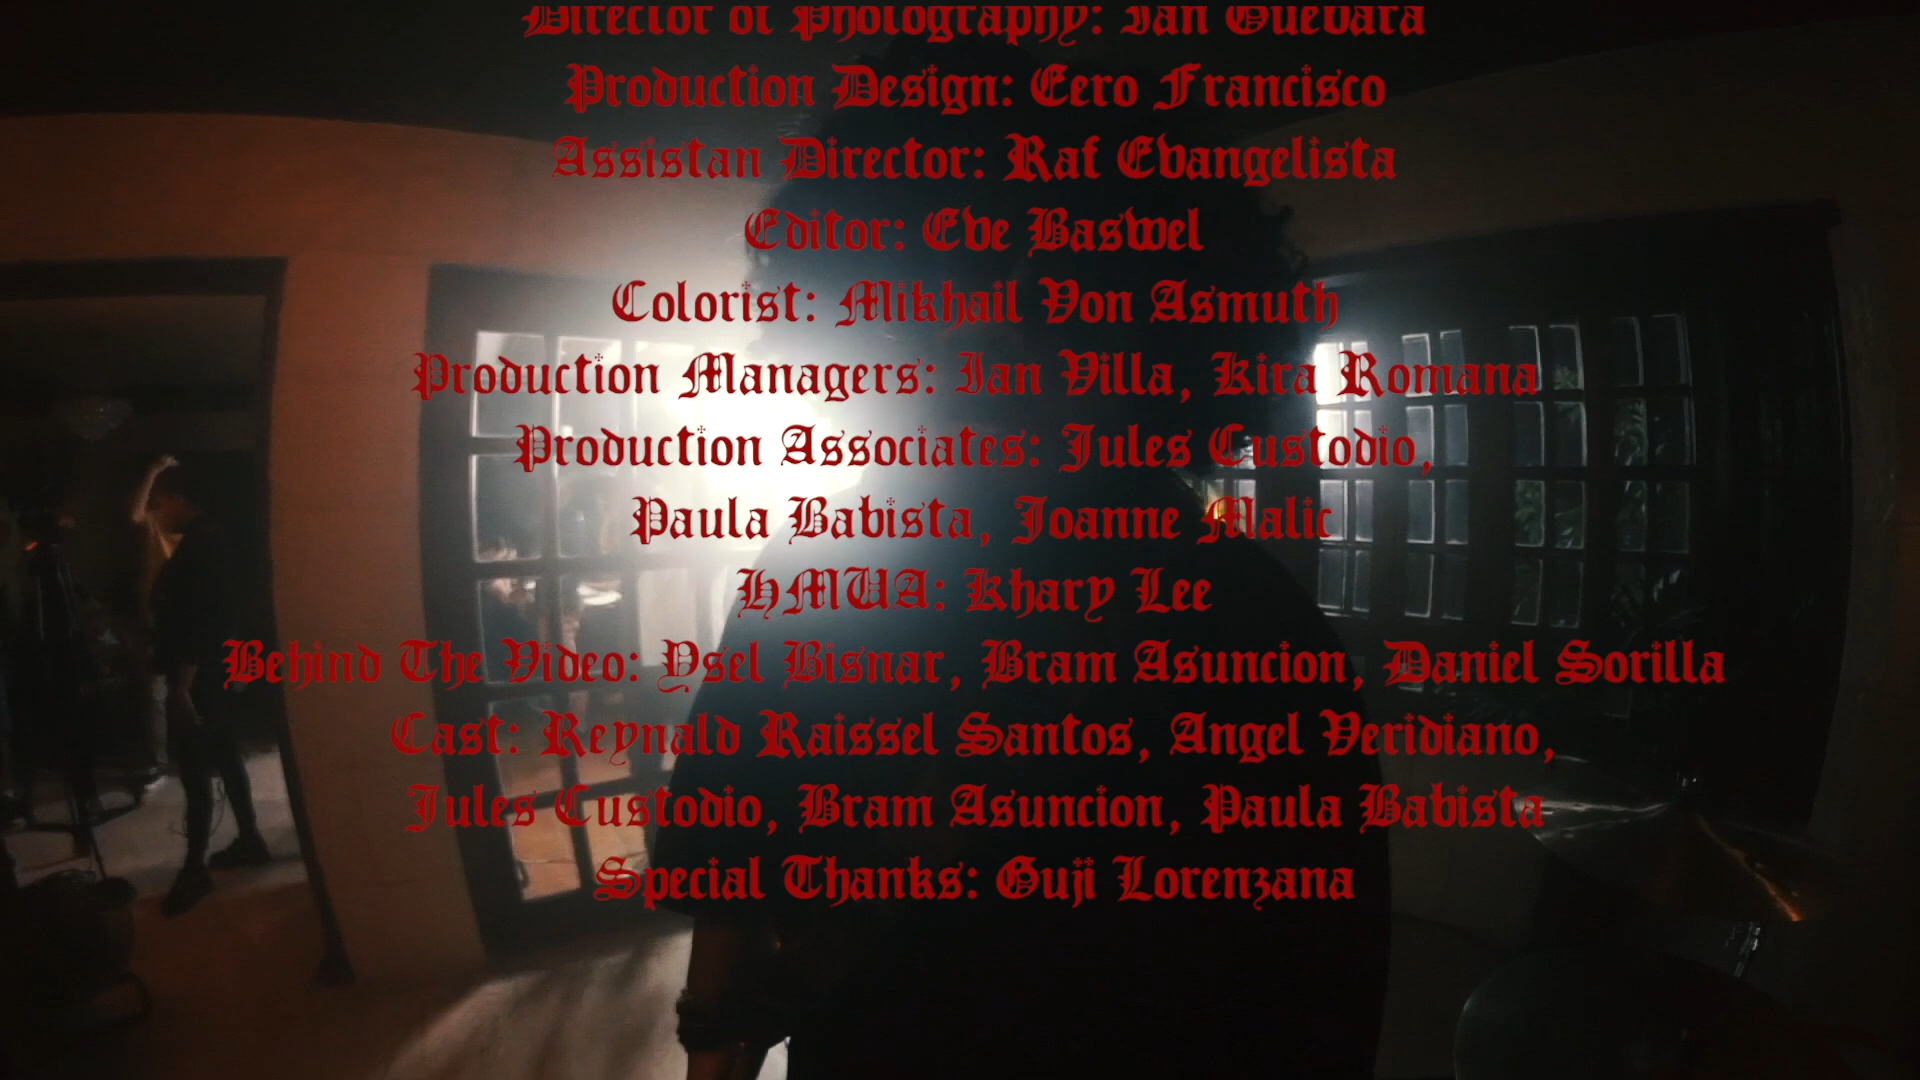 Director of Photography: Ian Guevara
Production Design: Eero Francisco
Assistan Director: Raf Evangelista
Editor: Eve Baswel
Colorist: Mikhail Von Asmuth
Production Managers: Ian Villa, Kira Romana
Production Associates: Jules Custodio,
Paula Babista, Joanne Malic
HMUA: Khary Lee
Behind The Video: Ysel Bisnar, Bram Asuncion, Daniel Sorilla
Cast: Reynald Raissel Santos, Angel Veridiano,
Jules Custodio, Bram Asuncion, Paula Babista
Special Thanks: Guji Lorenzana